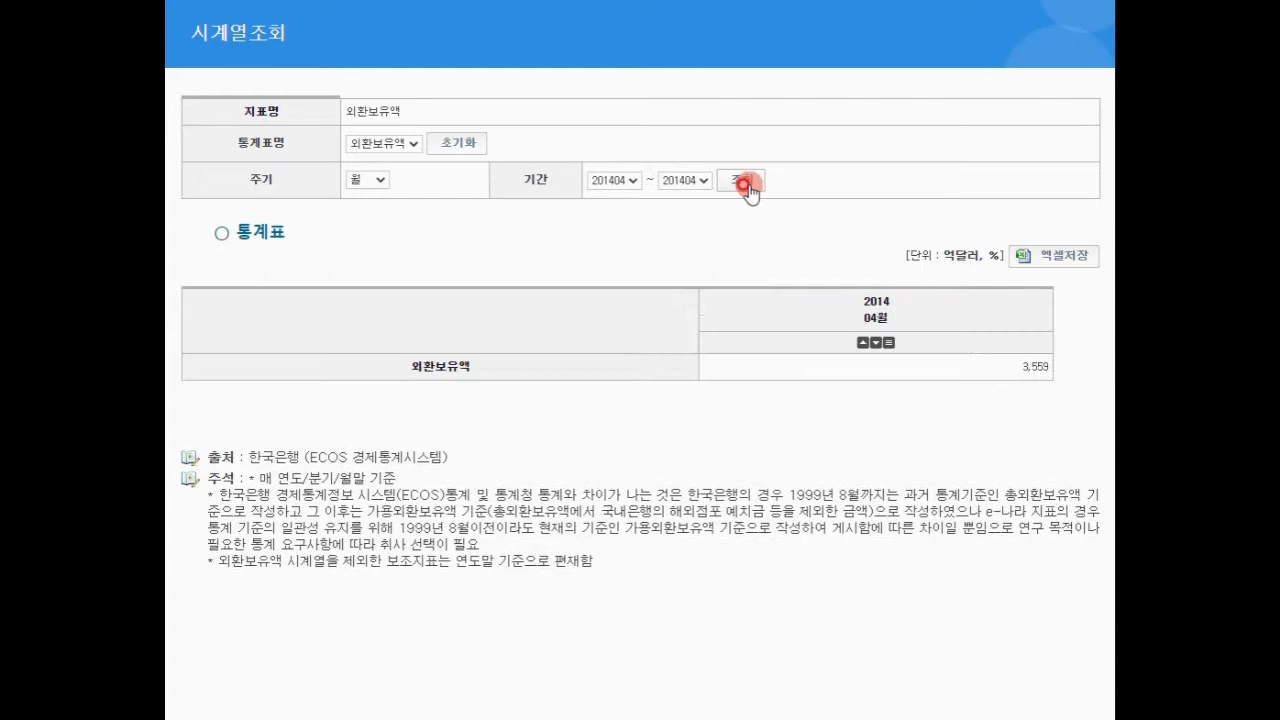 시계열조회
지표명 외환보유액
통계표명 외환보유액 초기화
주기 월 기간 201404 ~ 201404
통계표
[단위 : 억달러, %] 엑셀저장
2014
04월
외환보유액 3,559
출처 : 한국은행 (ECOS 경제통계시스템)
주석 : * 매 연도/분기/월말 기준
* 한국은행 경제통계정보 시스템(ECOS)통계 및 통계청 통계와 차이가 나는 것은 한국은행의 경우 1999년 8월까지는 과거 통계기준인 총외환보유액 기
준으로 작성하고 그 이후는 가용외환보유액 기준(총외환보유액에서 국내은행의 해외점포 예치금 등을 제외한 금액)으로 작성하였으나 e-나라 지표의 경우
통계 기준의 일관성 유지를 위해 1999년 8월이전이라도 현재의 기준인 가용외환보유액 기준으로 작성하여 게시함에 따른 차이일 뿐임으로 연구 목적이나
필요한 통계 요구사항에 따라 취사 선택이 필요
* 외환보유액 시계열을 제외한 보조지표는 연도말 기준으로 편재함